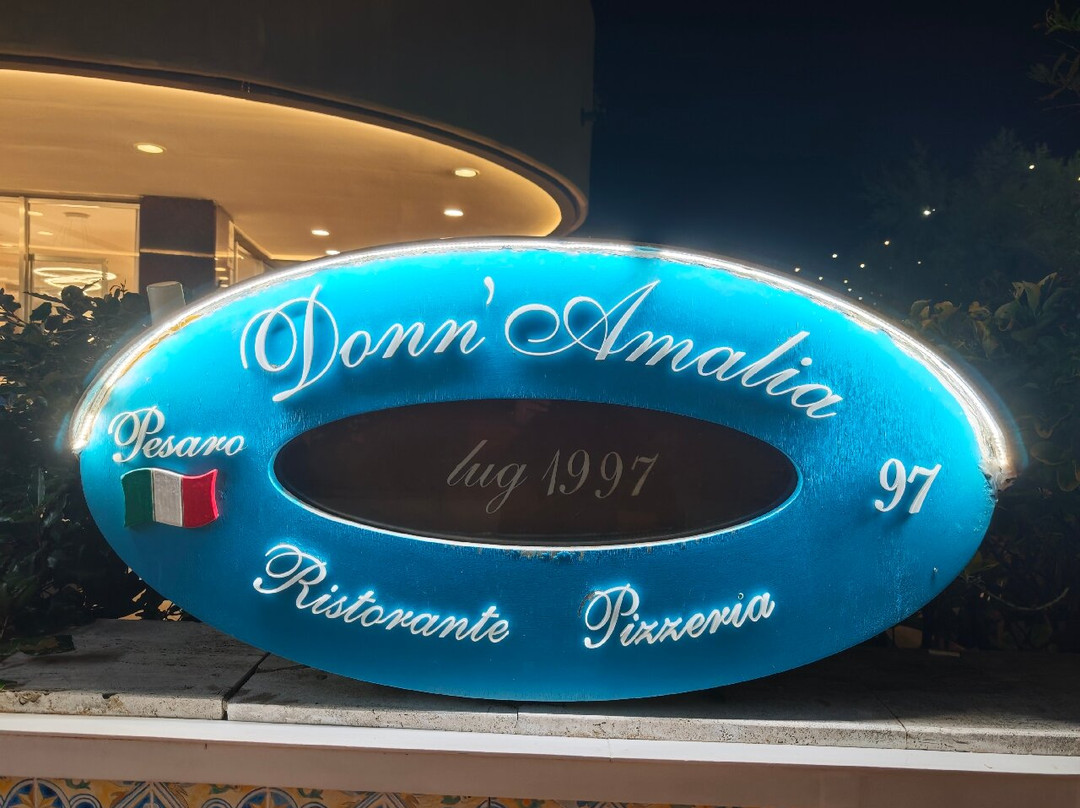 Donn'Amalia
Pesaro
lug 1997
97
Ristorante Pizzeria